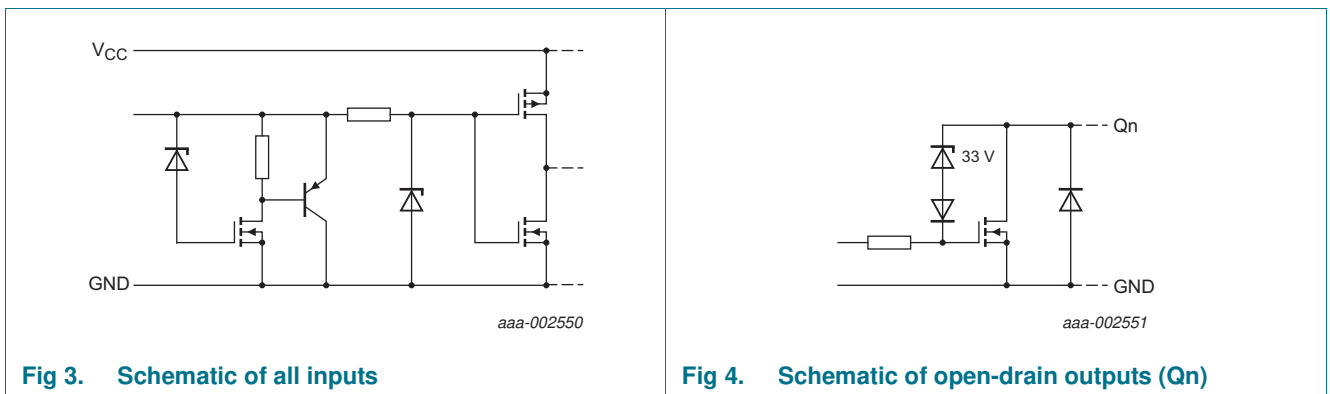 VCC
GND
aaa-002550
Fig 3. Schematic of all inputs
Qn
33 V
GND
aaa-002551
Fig 4. Schematic of open-drain outputs (Qn)